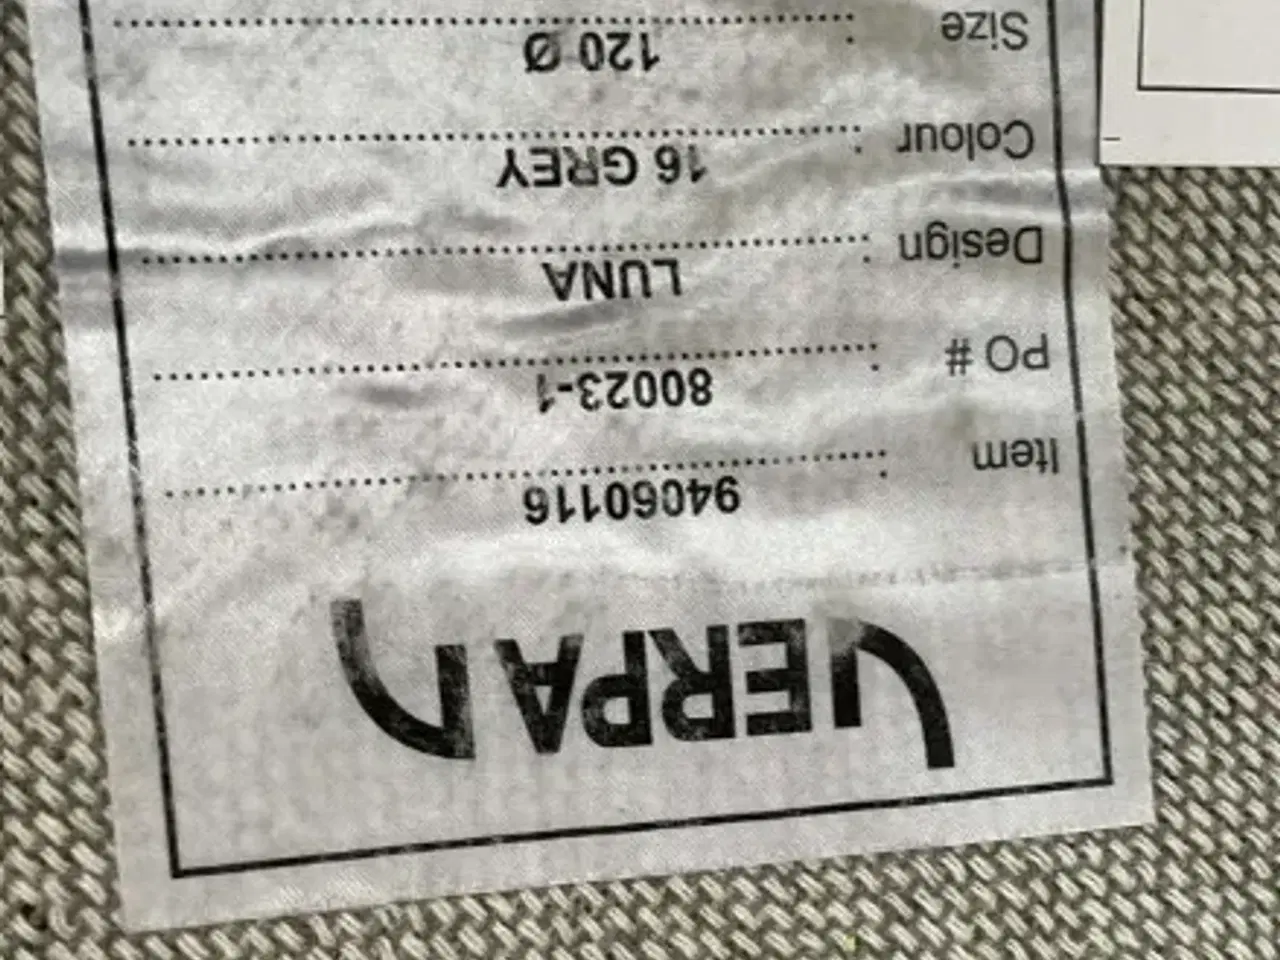 VERPAN
Item : 94060116
PO # : 80023-1
Design : LUNA
Colour : 16 GREY
Size : 120 Ø